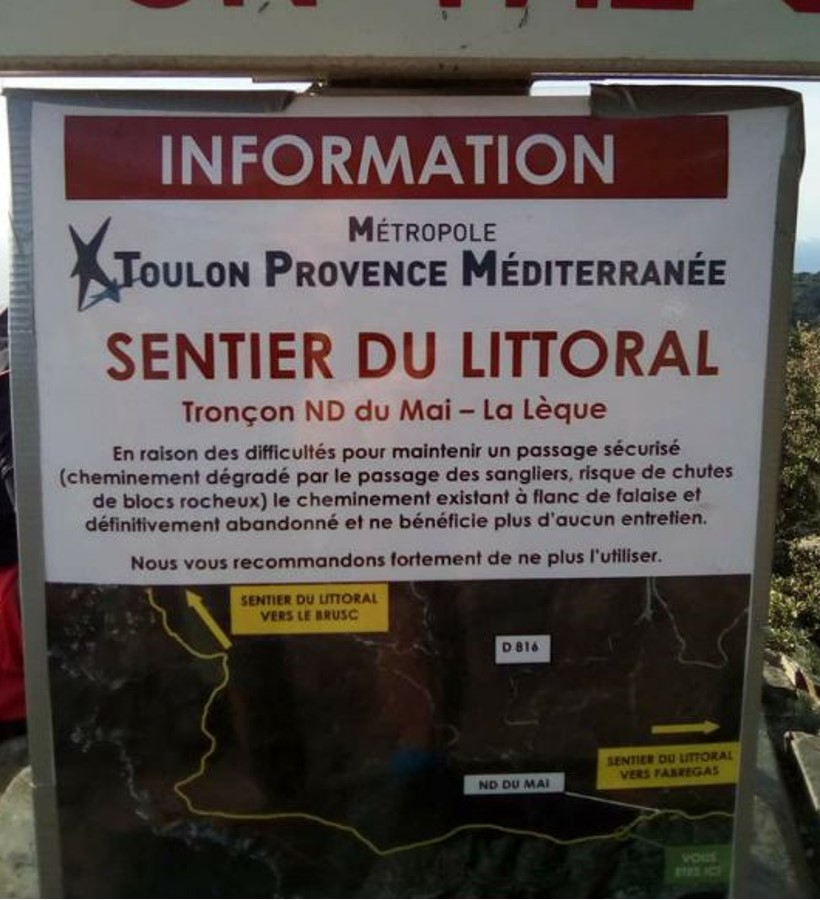 INFORMATION
MÉTROPOLE
TOULON PROVENCE MÉDITERRANÉE
SENTIER DU LITTORAL
Tronçon ND du Mai – La Lèque
En raison des difficultés pour maintenir un passage sécurisé
(cheminement dégradé par le passage des sangliers, risque de chutes
de blocs rocheux) le cheminement existant à flanc de falaise et
définitivement abandonné et ne bénéficie plus d'aucun entretien.
Nous vous recommandons fortement de ne plus l'utiliser.
SENTIER DU LITTORAL
VERS LE BRUSC
D 816
SENTIER DU LITTORAL
VERS FABREGAS
ND DU MAI
VOUS
ETES ICI